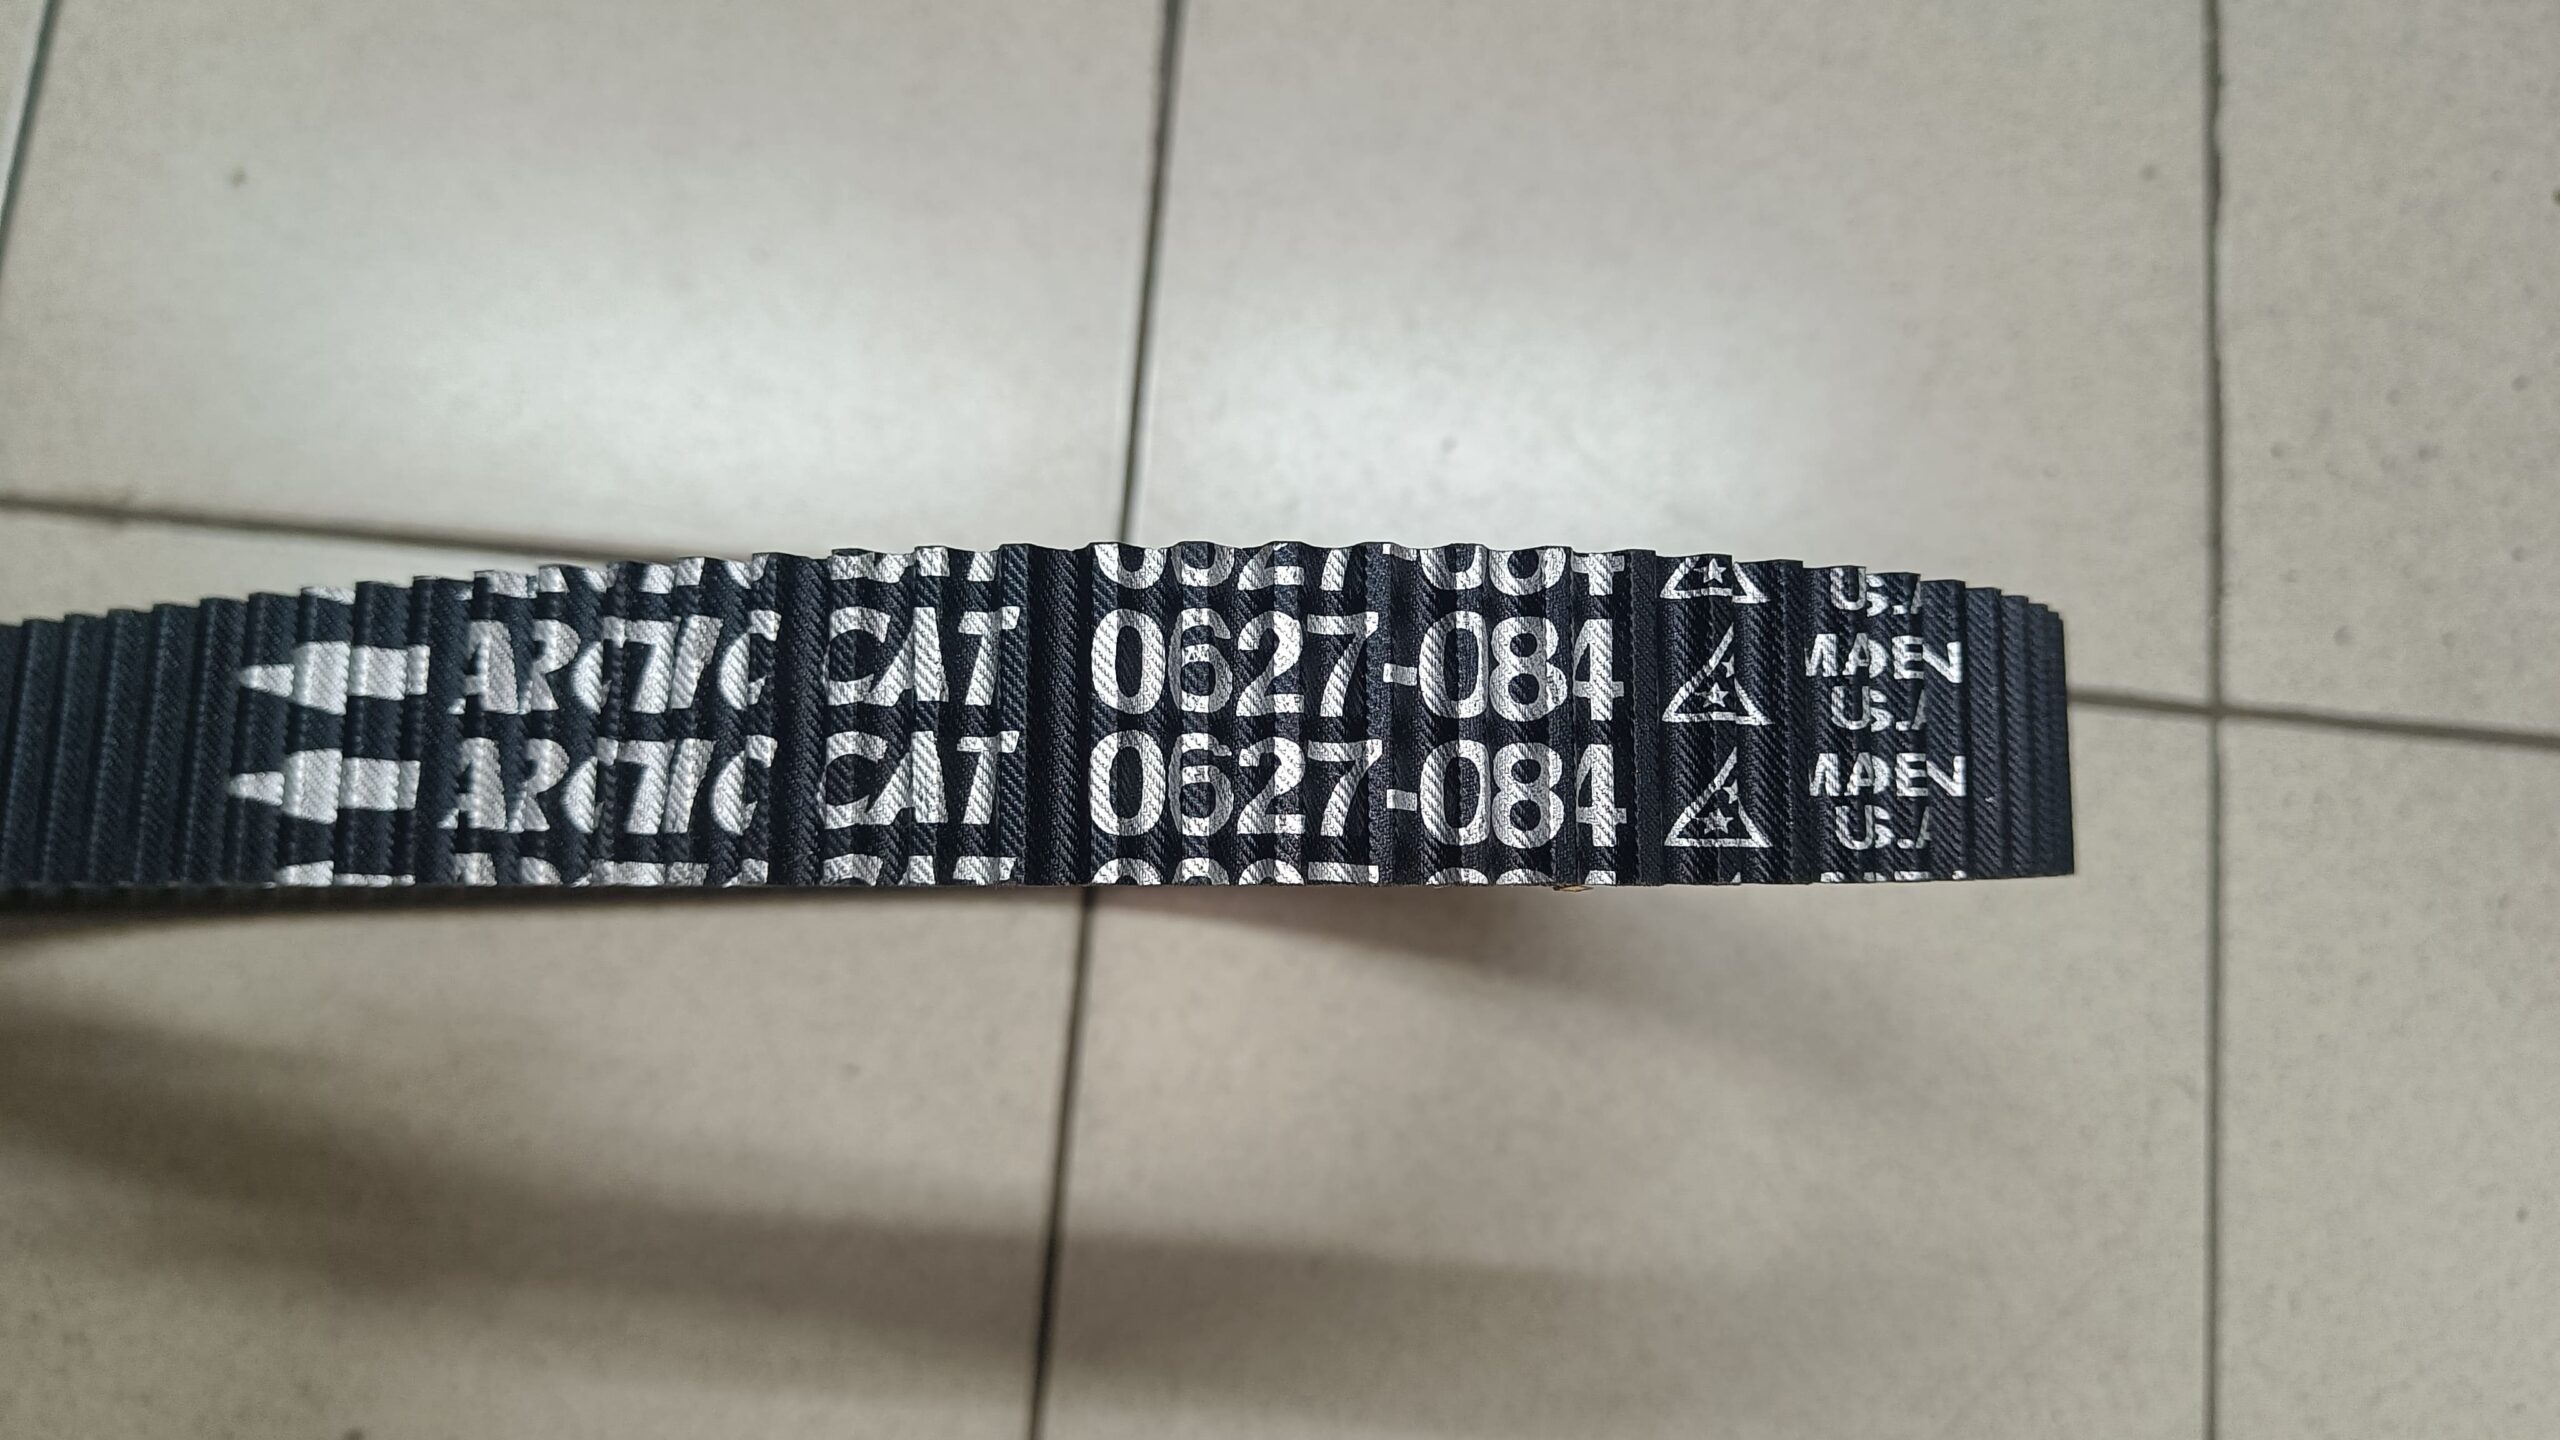 ARCTIC CAT 0627-084 MADE IN
U.S.A
ARCTIC CAT 0627-084 MADE IN
U.S.A